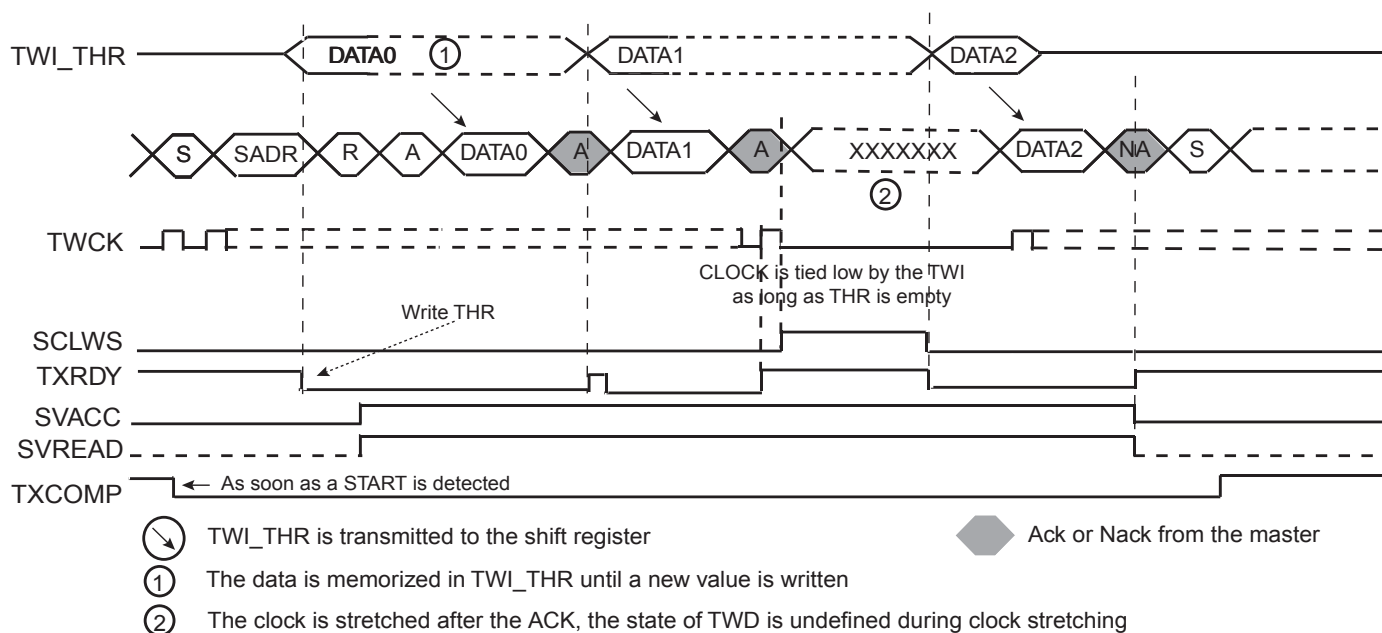 TWI_THR DATA0 1 DATA1 DATA2
S SADR R A DATA0 A DATA1 A XXXXXXX DATA2 NA S
2
TWCK
CLOCK is tied low by the TWI
as long as THR is empty
Write THR
SCLWS
TXRDY
SVACC
SVREAD
As soon as a START is detected
TXCOMP
TWI_THR is transmitted to the shift register
Ack or Nack from the master
1 The data is memorized in TWI_THR until a new value is written
2 The clock is stretched after the ACK, the state of TWD is undefined during clock stretching